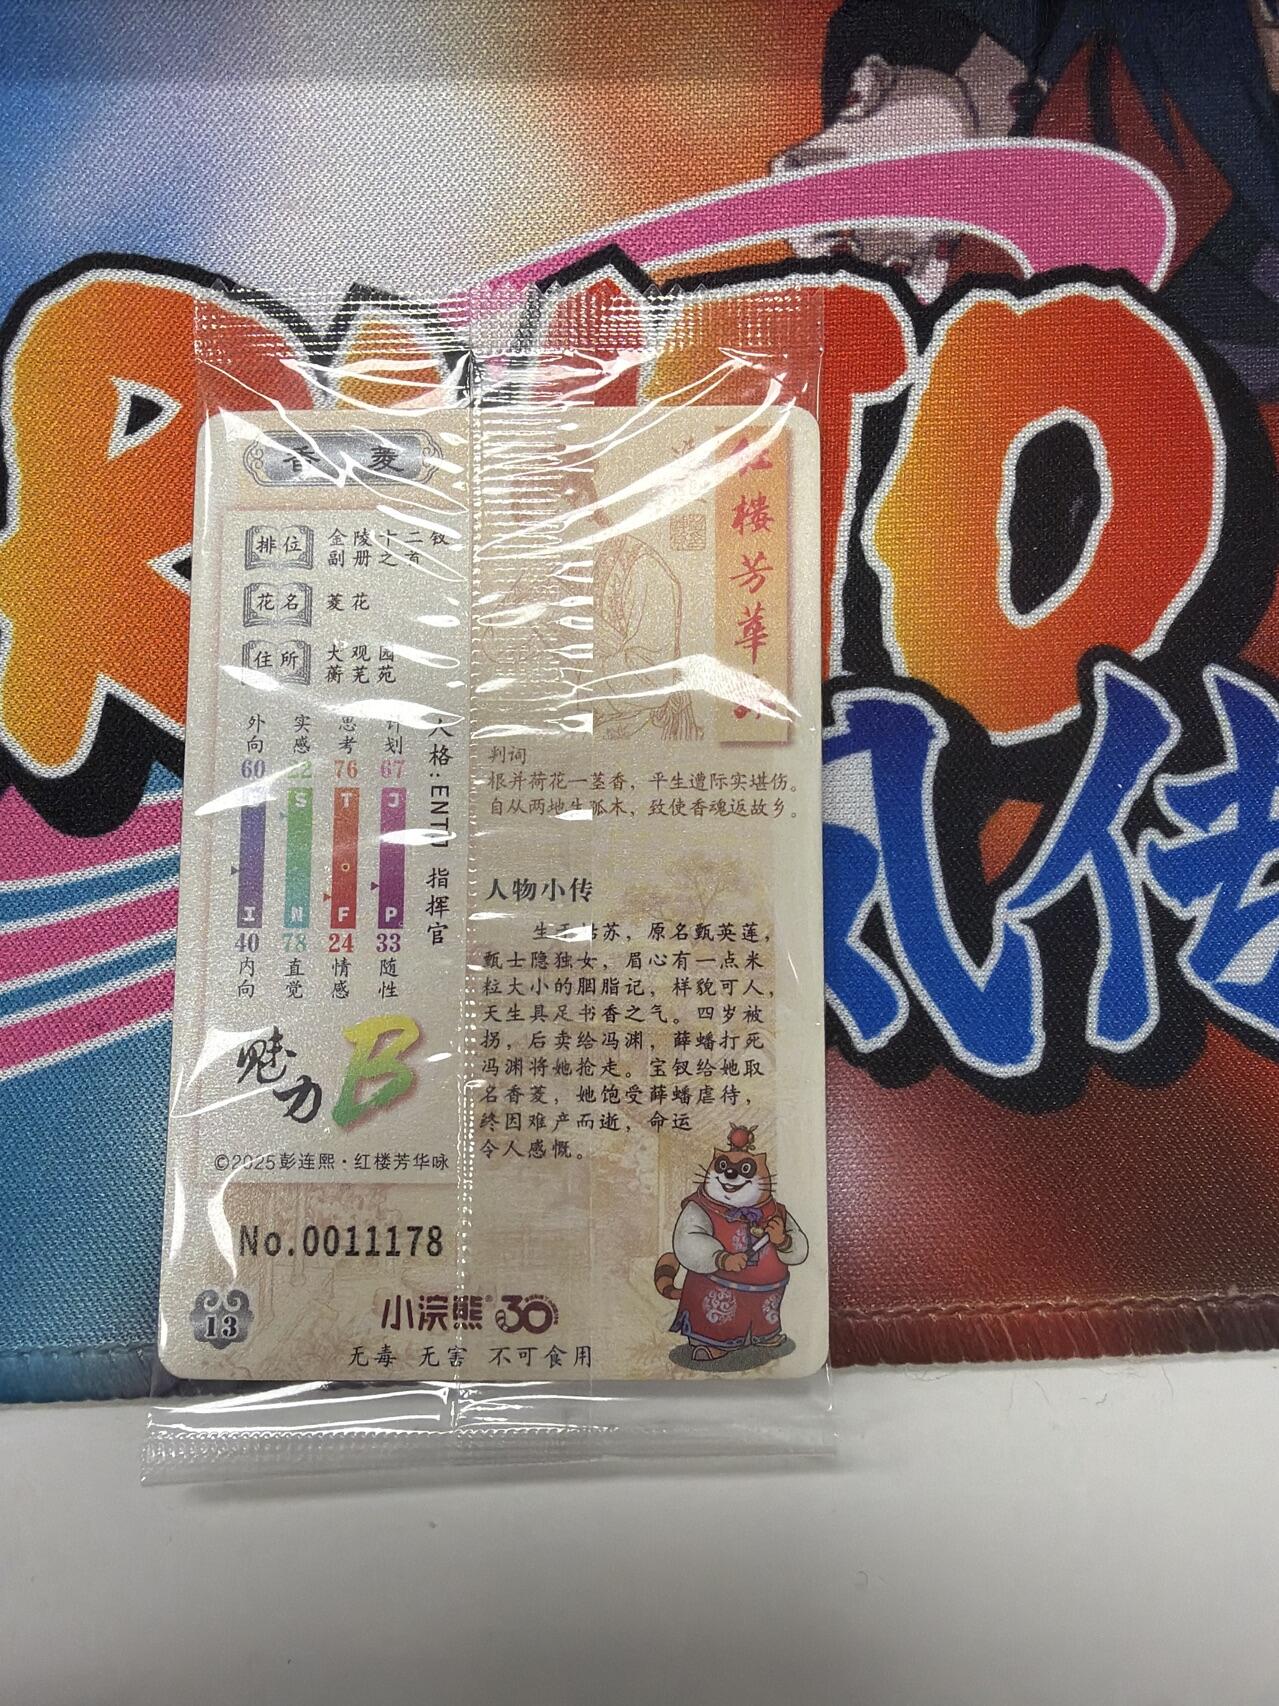 RUTO
香菱
排位
金陵十二钗
副册之首
花名
菱花
住所
大观园
蘅芜苑
外向
60
I
40
内向
实感
22
S
N
78
直觉
思考
76
T
F
24
情感
计划
67
J
P
33
随性
人格:ENTJ 指挥官
魅力
B
©2025彭连熙·红楼芳华咏
No.0011178
13
小浣熊® 30
无毒 无害 不可食用
红楼芳華咏
判词
根并荷花一茎香，平生遭际实堪伤。
自从两地生孤木，致使香魂返故乡。
人物小传
生于姑苏，原名甄英莲，
甄士隐独女，眉心有一点米
粒大小的胭脂记，样貌可人，
天生具足书香之气。四岁被
拐，后卖给冯渊，薛蟠打死
冯渊将她抢走。宝钗给她取
名香菱，她饱受薛蟠虐待，
终因难产而逝，命运
令人感慨。